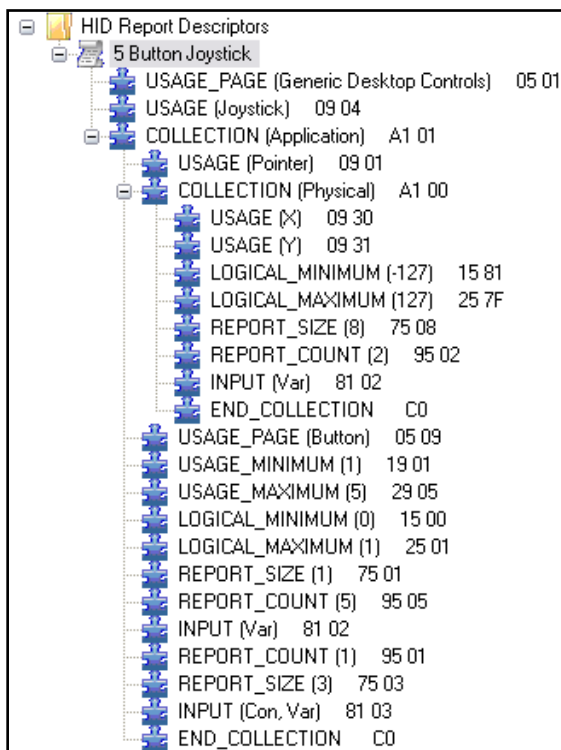 HID Report Descriptors
5 Button Joystick
USAGE_PAGE (Generic Desktop Controls) 05 01
USAGE (Joystick) 09 04
COLLECTION (Application) A1 01
USAGE (Pointer) 09 01
COLLECTION (Physical) A1 00
USAGE (X) 09 30
USAGE (Y) 09 31
LOGICAL_MINIMUM (-127) 15 81
LOGICAL_MAXIMUM (127) 25 7F
REPORT_SIZE (8) 75 08
REPORT_COUNT (2) 95 02
INPUT (Var) 81 02
END_COLLECTION C0
USAGE_PAGE (Button) 05 09
USAGE_MINIMUM (1) 19 01
USAGE_MAXIMUM (5) 29 05
LOGICAL_MINIMUM (0) 15 00
LOGICAL_MAXIMUM (1) 25 01
REPORT_SIZE (1) 75 01
REPORT_COUNT (5) 95 05
INPUT (Var) 81 02
REPORT_COUNT (1) 95 01
REPORT_SIZE (3) 75 03
INPUT (Con, Var) 81 03
END_COLLECTION C0